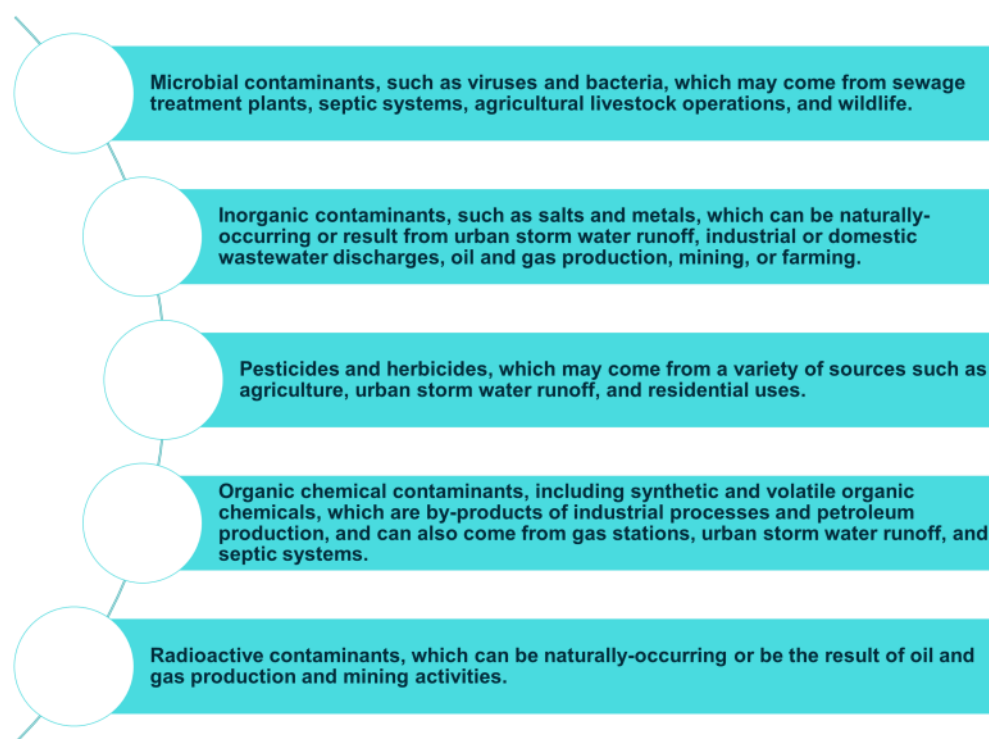 Microbial contaminants, such as viruses and bacteria, which may come from sewage
treatment plants, septic systems, agricultural livestock operations, and wildlife.
Inorganic contaminants, such as salts and metals, which can be naturally-
occurring or result from urban storm water runoff, industrial or domestic
wastewater discharges, oil and gas production, mining, or farming.
Pesticides and herbicides, which may come from a variety of sources such as
agriculture, urban storm water runoff, and residential uses.
Organic chemical contaminants, including synthetic and volatile organic
chemicals, which are by-products of industrial processes and petroleum
production, and can also come from gas stations, urban storm water runoff, and
septic systems.
Radioactive contaminants, which can be naturally-occurring or be the result of oil and
gas production and mining activities.